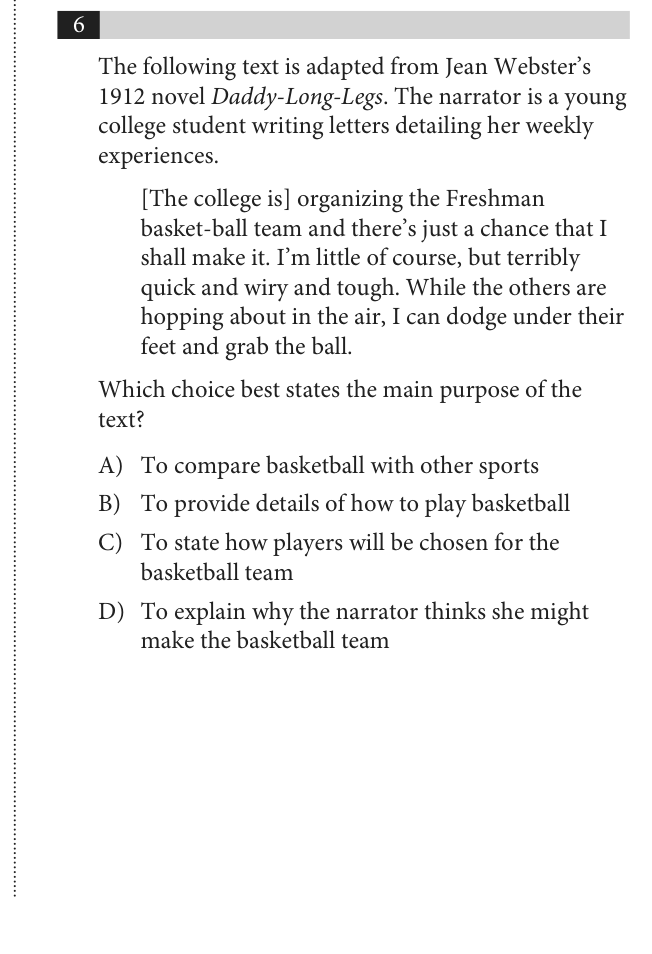 6
The following text is adapted from Jean Webster’s
1912 novel Daddy-Long-Legs. The narrator is a young
college student writing letters detailing her weekly
experiences.
[The college is] organizing the Freshman
basket-ball team and there’s just a chance that I
shall make it. I’m little of course, but terribly
quick and wiry and tough. While the others are
hopping about in the air, I can dodge under their
feet and grab the ball.
Which choice best states the main purpose of the
text?
A) To compare basketball with other sports
B) To provide details of how to play basketball
C) To state how players will be chosen for the
basketball team
D) To explain why the narrator thinks she might
make the basketball team